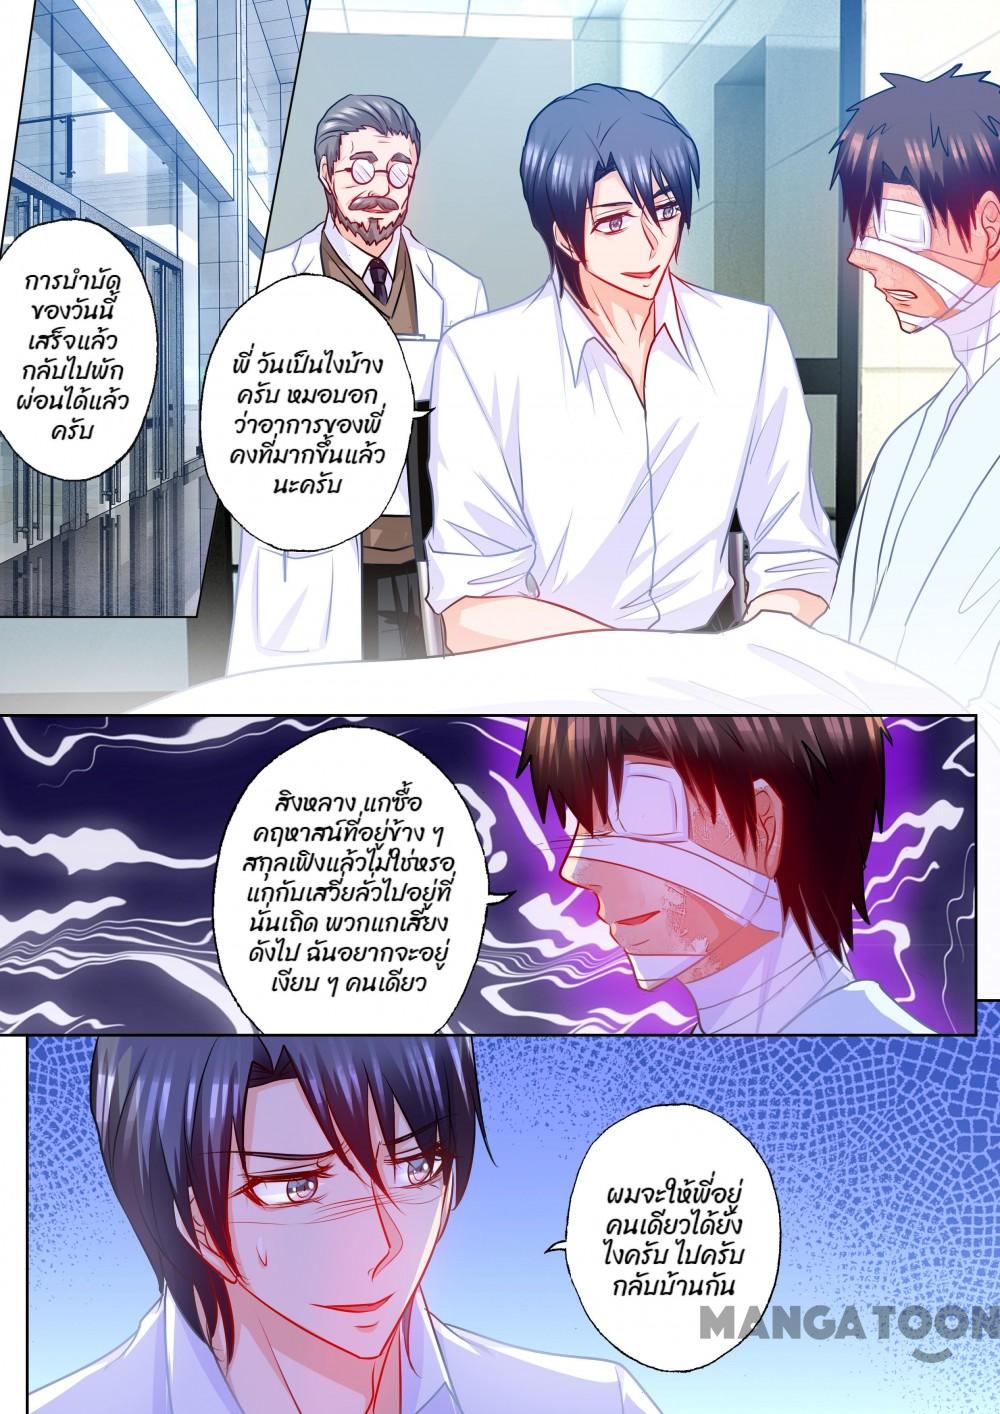 การบำบัด
ของวันนี้
เสร็จแล้ว
กลับไปพัก
ผ่อนได้แล้ว
ครับ
พี่ วันเป็นไงบ้าง
ครับ หมอบอก
ว่าอาการของพี่
คงที่มากขึ้นแล้ว
นะครับ
สิงหลาง แกซื้อ
คฤหาสน์ที่อยู่ข้าง ๆ
สกุลเฟิงแล้วไม่ใช่หรอ
แกกับเสวี่ยลั่วไปอยู่ที่
นั่นเถิด พวกแกเสียง
ดังไป ฉันอยากจะอยู่
เงียบ ๆ คนเดียว
ผมจะให้พี่อยู่
คนเดียวได้ยัง
ไงครับ ไปครับ
กลับบ้านกัน
MANGATOON